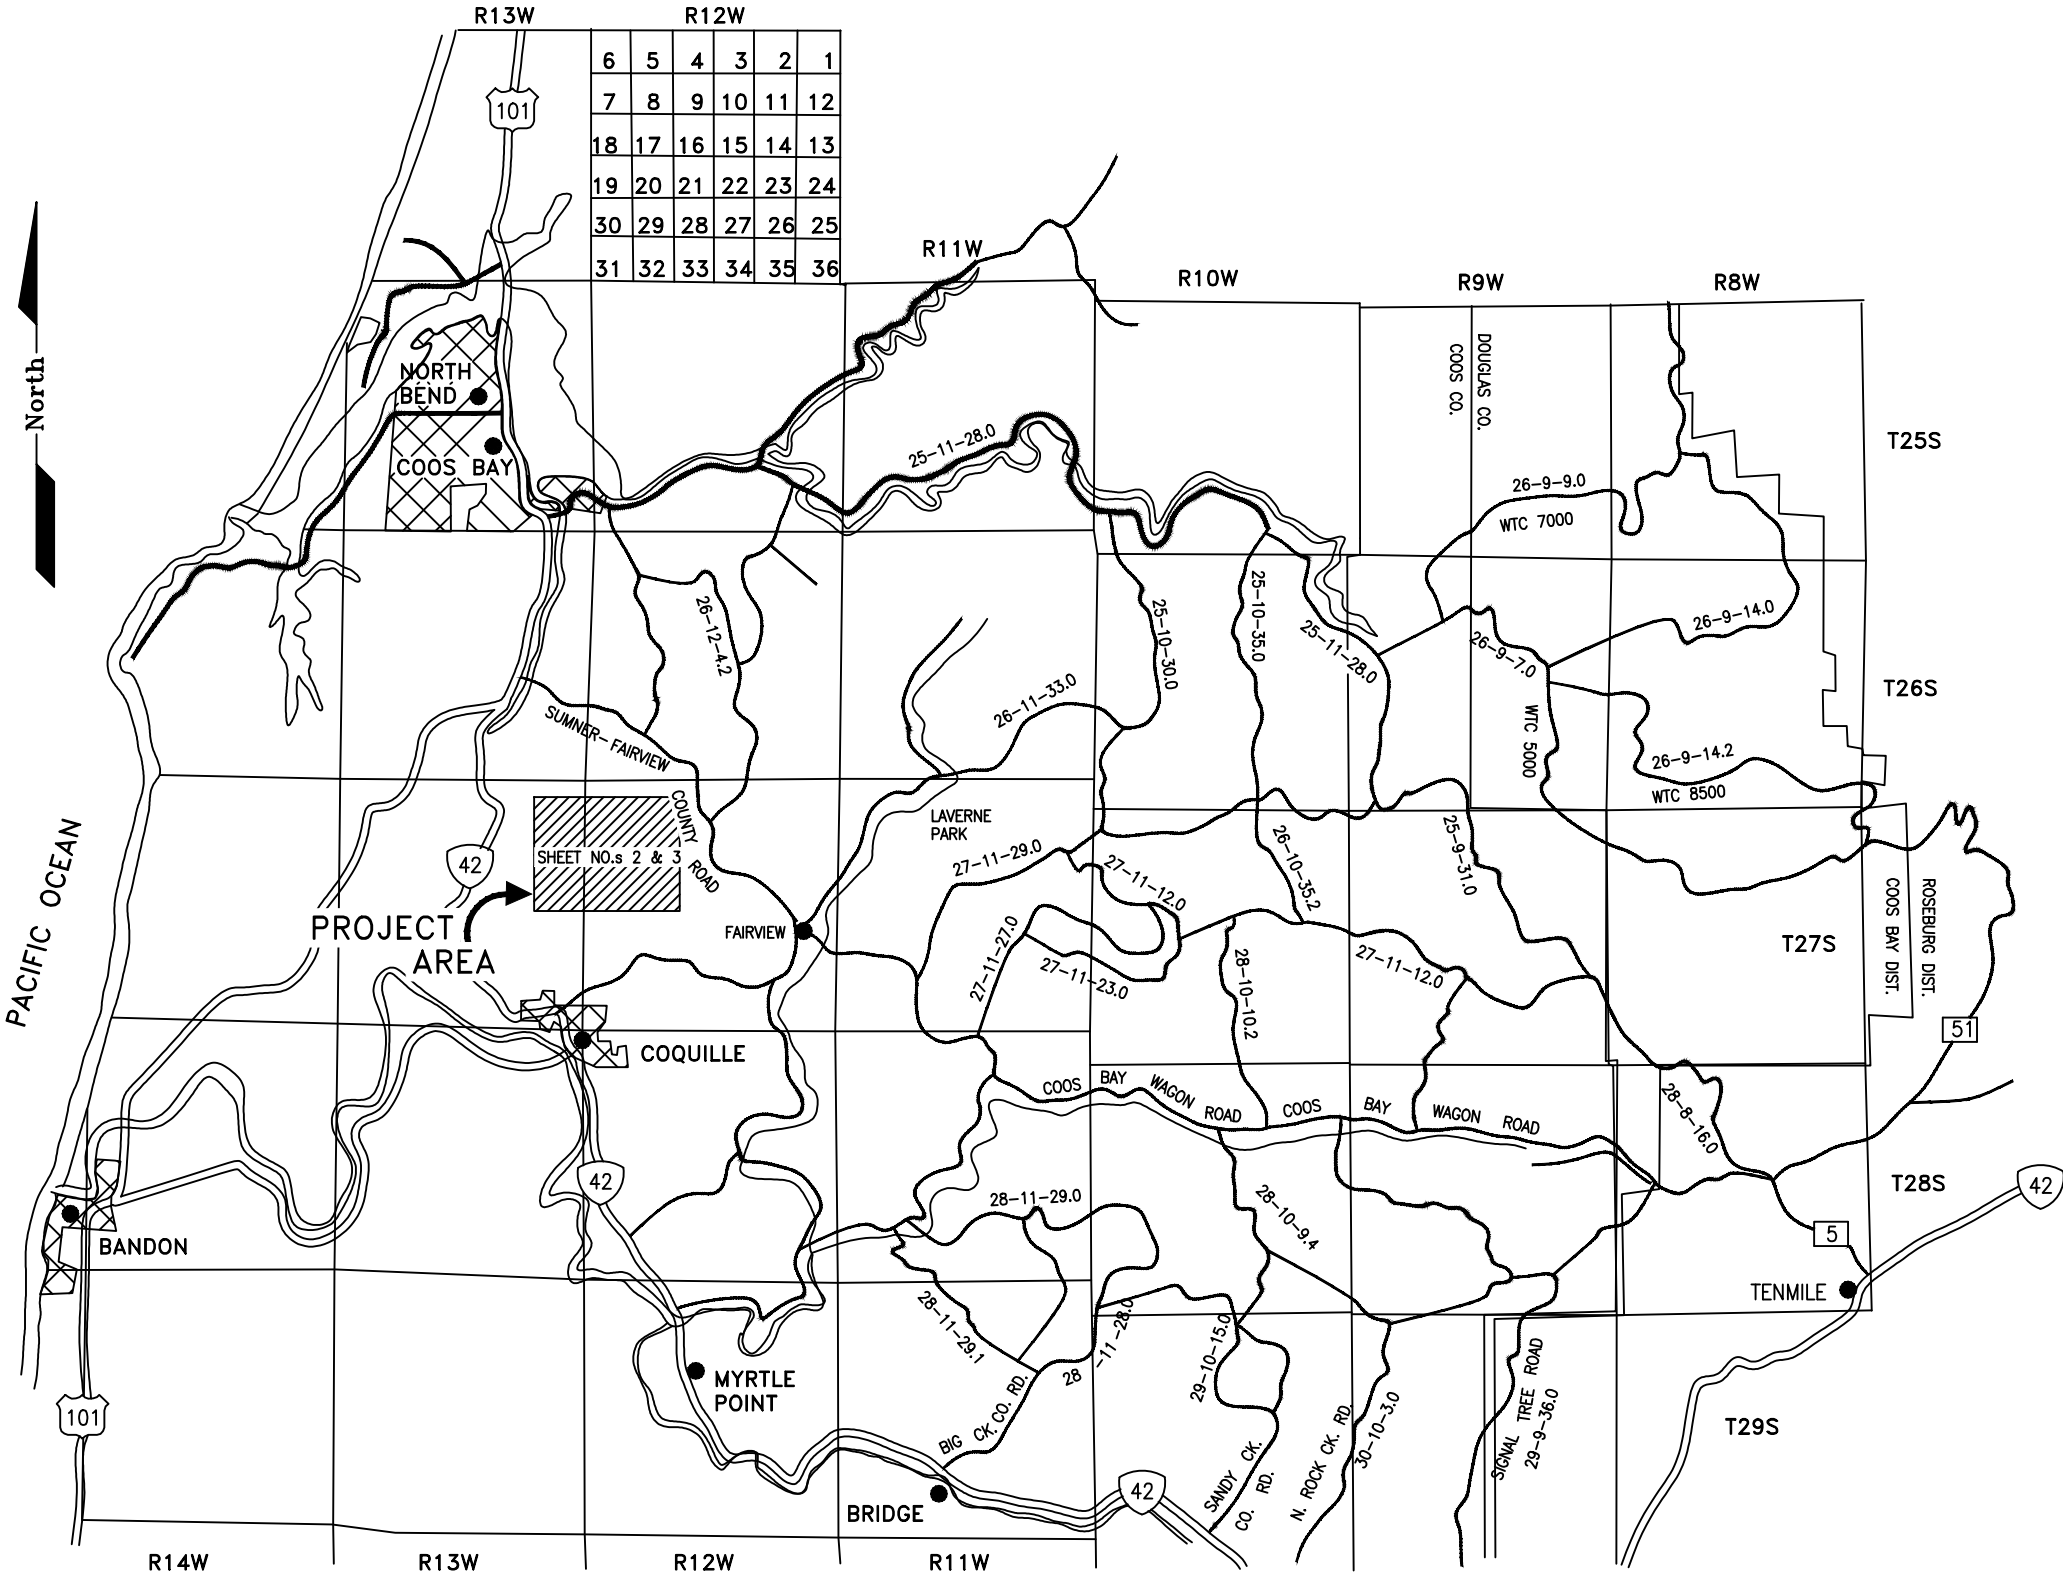 R13W
R12W
6 5 4 3 2 1
7 8 9 10 11 12
18 17 16 15 14 13
19 20 21 22 23 24
30 29 28 27 26 25
31 32 33 34 35 36
101
R11W
R10W
R9W
R8W
North
NORTH
BEND
COOS BAY
25-11-28.0
DOUGLAS CO.
COOS CO.
T25S
26-9-9.0
WTC 7000
26-12-4.2
25-10-30.0
25-10-35.0
25-11-28.0
26-9-7.0
26-9-14.0
T26S
26-11-33.0
SUMNER-FAIRVIEW
COUNTY
ROAD
WTC 5000
26-9-14.2
WTC 8500
PACIFIC OCEAN
42
SHEET NO.s 2 & 3
PROJECT
AREA
LAVERNE
PARK
27-11-29.0
27-11-12.0
26-10-35.2
25-9-31.0
FAIRVIEW
27-11-27.0
27-11-23.0
28-10-10.2
27-11-12.0
T27S
COOS BAY DIST.
ROSEBURG DIST.
51
COQUILLE
COOS BAY WAGON ROAD
COOS BAY WAGON ROAD
28-8-16.0
42
BANDON
28-11-29.0
28-10-9.4
T28S
42
5
TENMILE
28-11-29.1
28
-11-28.0
29-10-15.0
MYRTLE
POINT
BIG CK. CO. RD.
101
SANDY CK.
CO. RD.
N. ROCK CK. RD.
30-10-3.0
SIGNAL TREE ROAD
29-9-36.0
T29S
BRIDGE
42
R14W
R13W
R12W
R11W